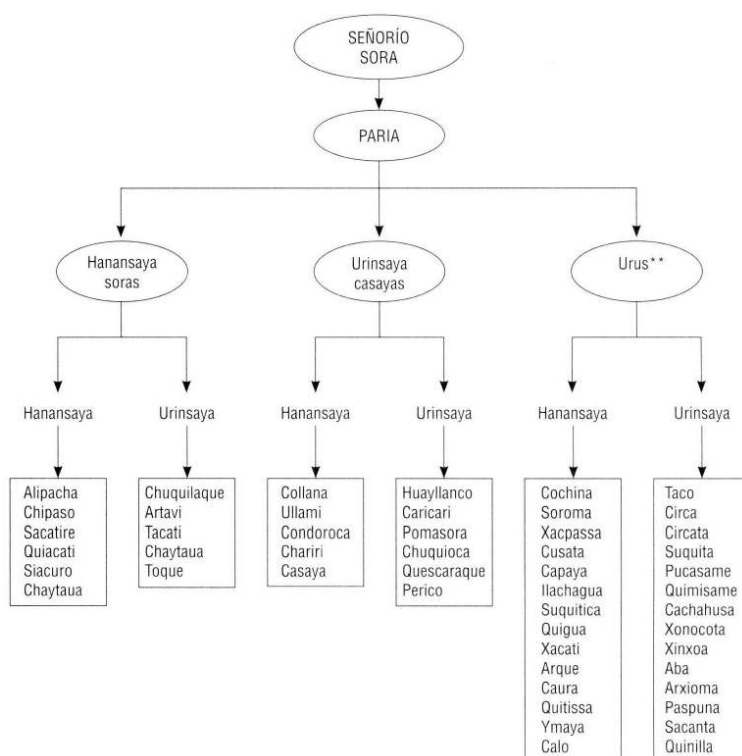 SEÑORÍO
SORA
PARIA
Hanansaya
soras
Urinsaya
casayas
Urus**
Hanansaya
Urinsaya
Hanansaya
Urinsaya
Hanansaya
Urinsaya
Alipacha
Chipaso
Sacatire
Quiacati
Siacuro
Chaytaua
Chuquilaque
Artavi
Tacati
Chaytaua
Toque
Collana
Ullami
Condoroca
Chariri
Casaya
Huayllanco
Caricari
Pomasora
Chuquioca
Quescaraque
Perico
Cochina
Soroma
Xacpassa
Cusata
Capaya
Ilachagua
Suquitica
Quigua
Xacati
Arque
Caura
Quitissa
Ymaya
Calo
Taco
Circa
Circata
Suquita
Pucasame
Quimisame
Cachahusa
Xonocota
Xinxoa
Aba
Arxioma
Paspuna
Sacanta
Quinilla